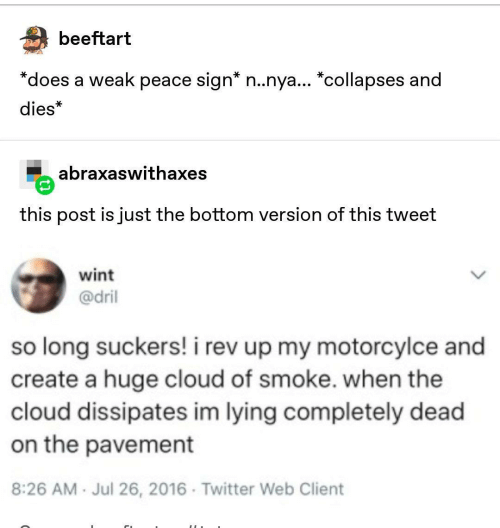 beeftart
*does a weak peace sign* n..nya... *collapses and
dies*
abraxaswithaxes
this post is just the bottom version of this tweet
wint
@dril
so long suckers! i rev up my motorcylce and
create a huge cloud of smoke. when the
cloud dissipates im lying completely dead
on the pavement
8:26 AM · Jul 26, 2016 · Twitter Web Client